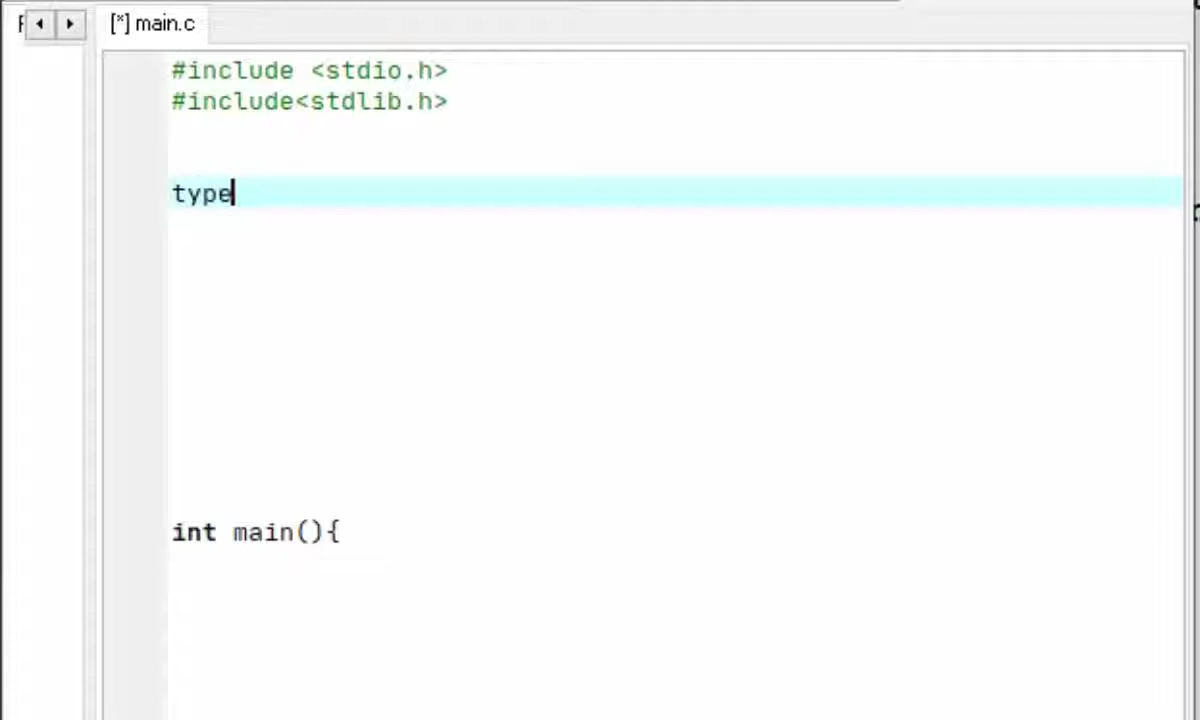 [*] main.c
#include <stdio.h>
#include<stdlib.h>
type
int main(){